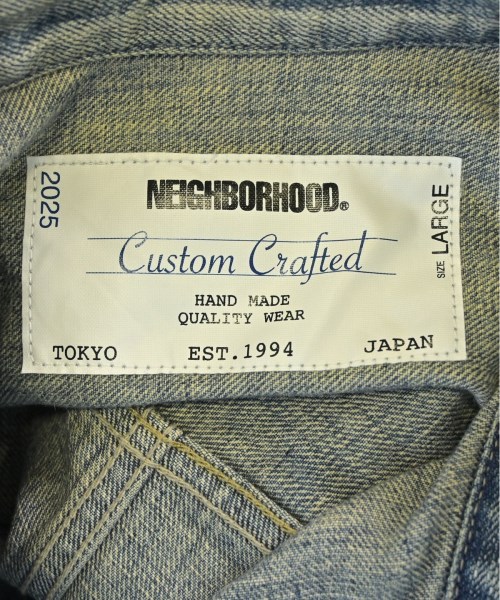 2025
NEIGHBORHOOD®
SIZE LARGE
Custom Crafted
HAND MADE
QUALITY WEAR
TOKYO EST.1994 JAPAN